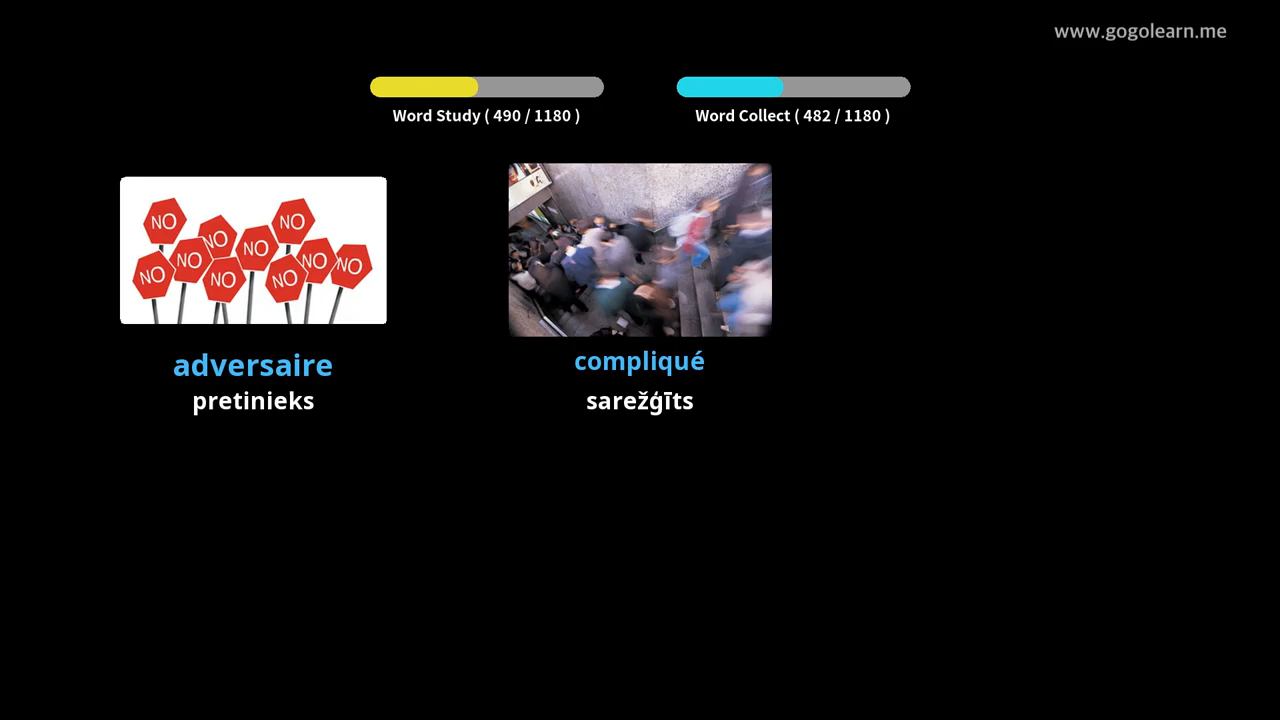 www.gogolearn.me
Word Study ( 490 / 1180 )
Word Collect ( 482 / 1180 )
NO
NO
NO
NO
NO
NO
NO
NO
NO
NO
adversaire
pretinieks
compliqué
sarežģīts